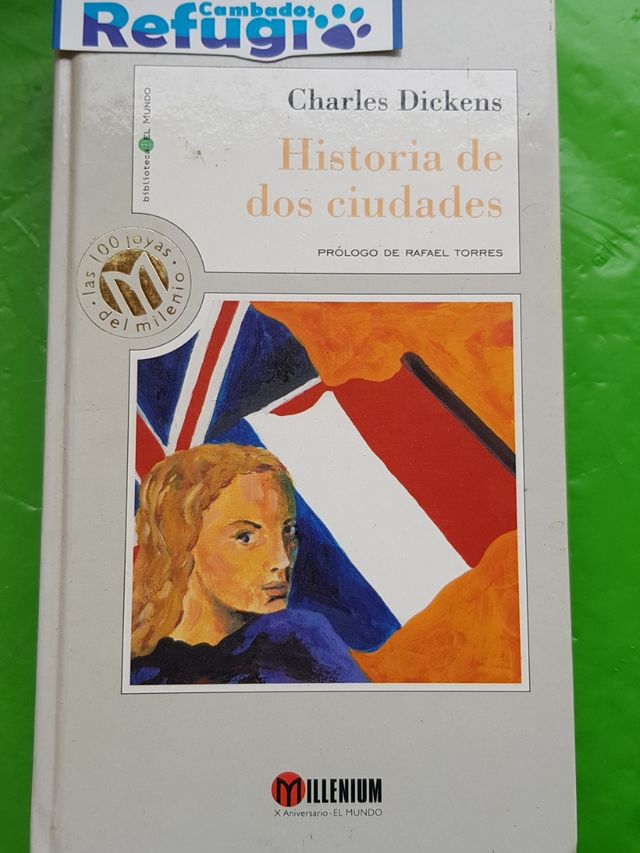 Cambados
Refugio
biblioteca EL MUNDO
Charles Dickens
Historia de
dos ciudades
PRÓLOGO DE RAFAEL TORRES
· las 100 joyas ·
del milenio
M
MILLENIUM
X Aniversario - EL MUNDO